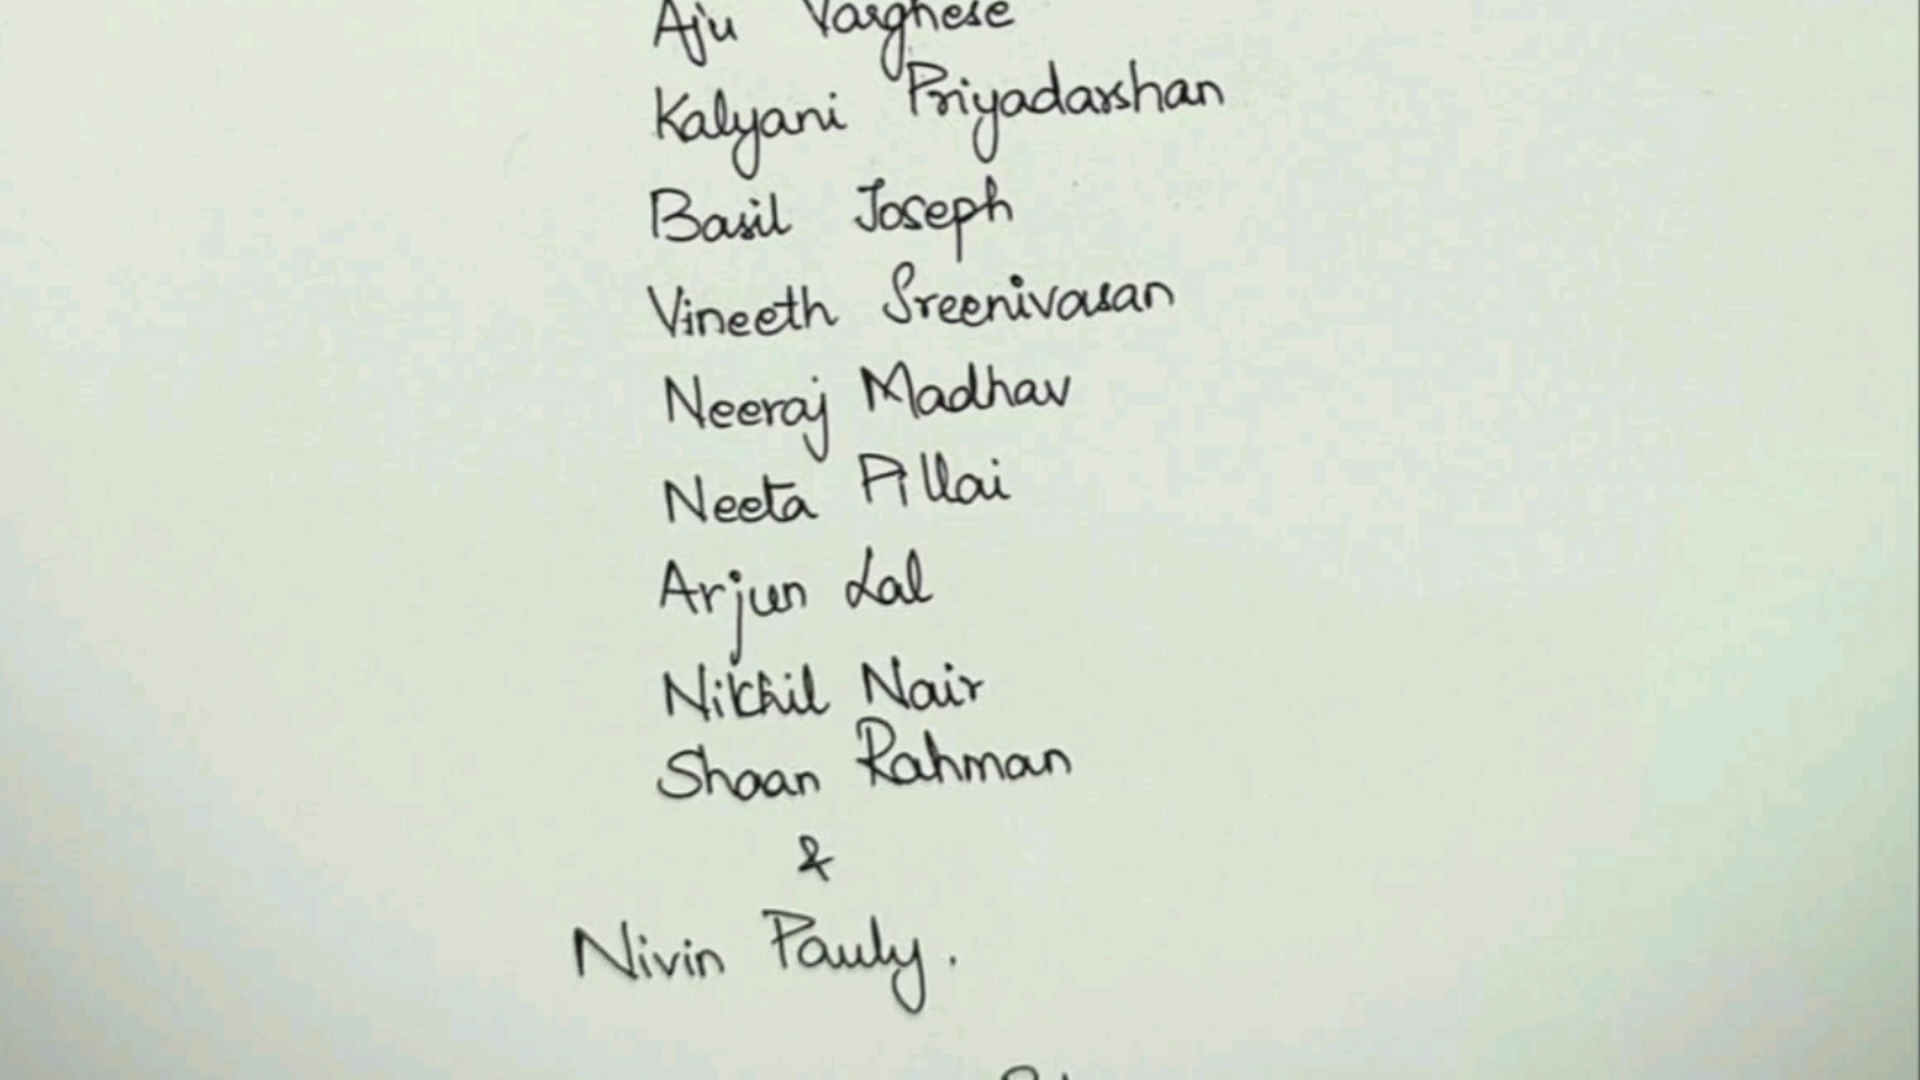 Aju Varghese
Kalyani Priyadarshan
Basil Joseph
Vineeth Sreenivasan
Neeraj Madhav
Neeta Pillai
Arjun Lal
Nikhil Nair
Shaan Rahman
&
Nivin Pauly.